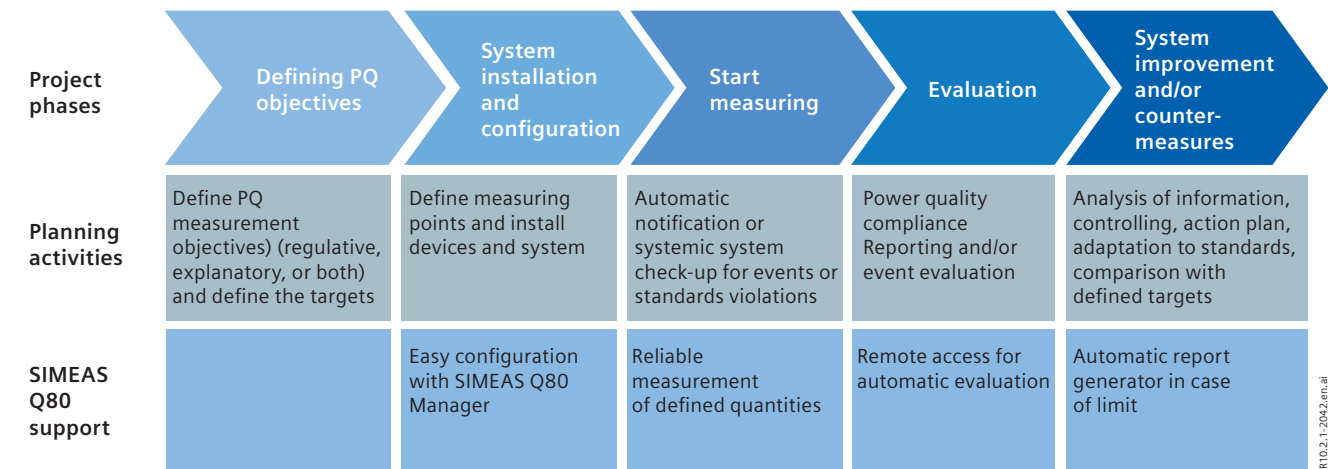 Project
phases
Defining PQ
objectives
System
installation
and
configuration
Start
measuring
Evaluation
System
improvement
and/or
counter-
measures
Planning
activities
Define PQ
measurement
objectives) (regulative,
explanatory, or both)
and define the targets
Define measuring
points and install
devices and system
Automatic
notification or
systemic system
check-up for events or
standards violations
Power quality
compliance
Reporting and/or
event evaluation
Analysis of information,
controlling, action plan,
adaptation to standards,
comparison with
defined targets
SIMEAS
Q80
support
Easy configuration
with SIMEAS Q80
Manager
Reliable
measurement
of defined quantities
Remote access for
automatic evaluation
Automatic report
generator in case
of limit
R10.2.1-2042.en.ai